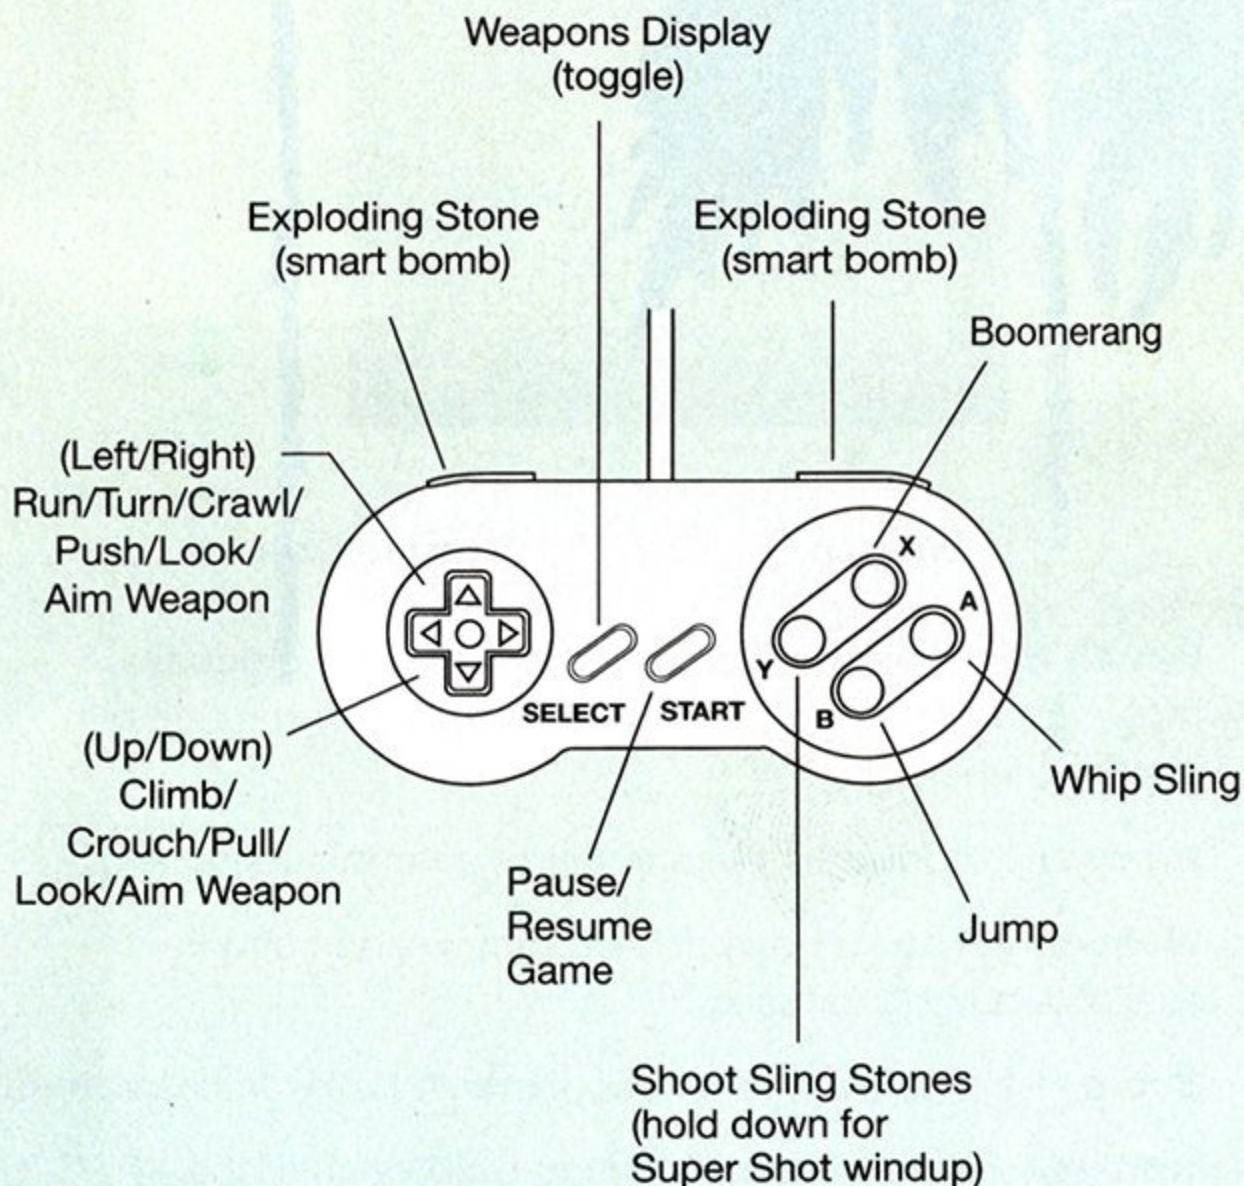 Weapons Display
(toggle)
Exploding Stone
(smart bomb)
Exploding Stone
(smart bomb)
Boomerang
(Left/Right)
Run/Turn/Crawl/
Push/Look/
Aim Weapon
X
A
Y
B
SELECT
START
(Up/Down)
Climb/
Crouch/Pull/
Look/Aim Weapon
Whip Sling
Pause/
Resume
Game
Jump
Shoot Sling Stones
(hold down for
Super Shot windup)